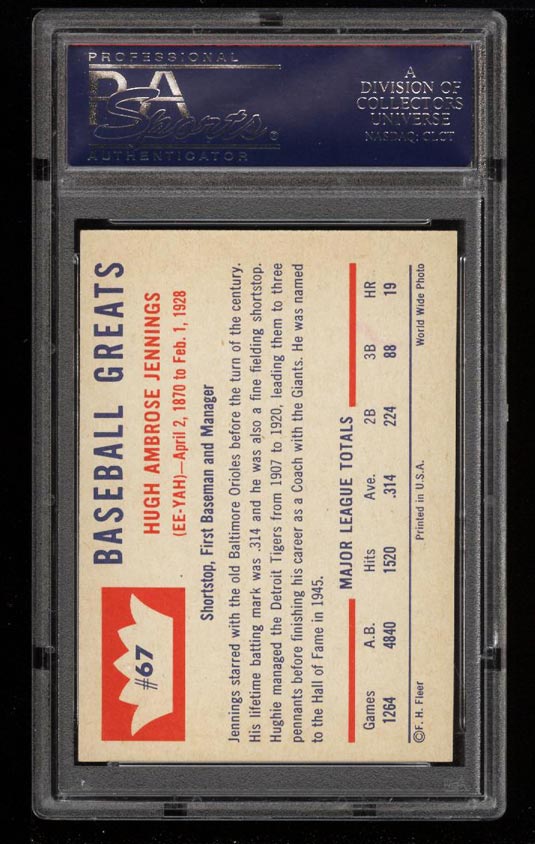 PROFESSIONAL
PSA
Sports
AUTHENTICATOR
A
DIVISION OF
COLLECTORS
UNIVERSE
NASDAQ: CLCT
#67
BASEBALL GREATS
HUGH AMBROSE JENNINGS
(EE-YAH)—April 2, 1870 to Feb. 1, 1928
Shortstop, First Baseman and Manager
Jennings starred with the old Baltimore Orioles before the turn of the century.
His lifetime batting mark was .314 and he was also a fine fielding shortstop.
Hughie managed the Detroit Tigers from 1907 to 1920, leading them to three
pennants before finishing his career as a Coach with the Giants. He was named
to the Hall of Fame in 1945.
MAJOR LEAGUE TOTALS
Games A.B. Hits Ave. 2B 3B HR
1264 4840 1520 .314 224 88 19
©F. H. Fleer Printed in U.S.A. World Wide Photo